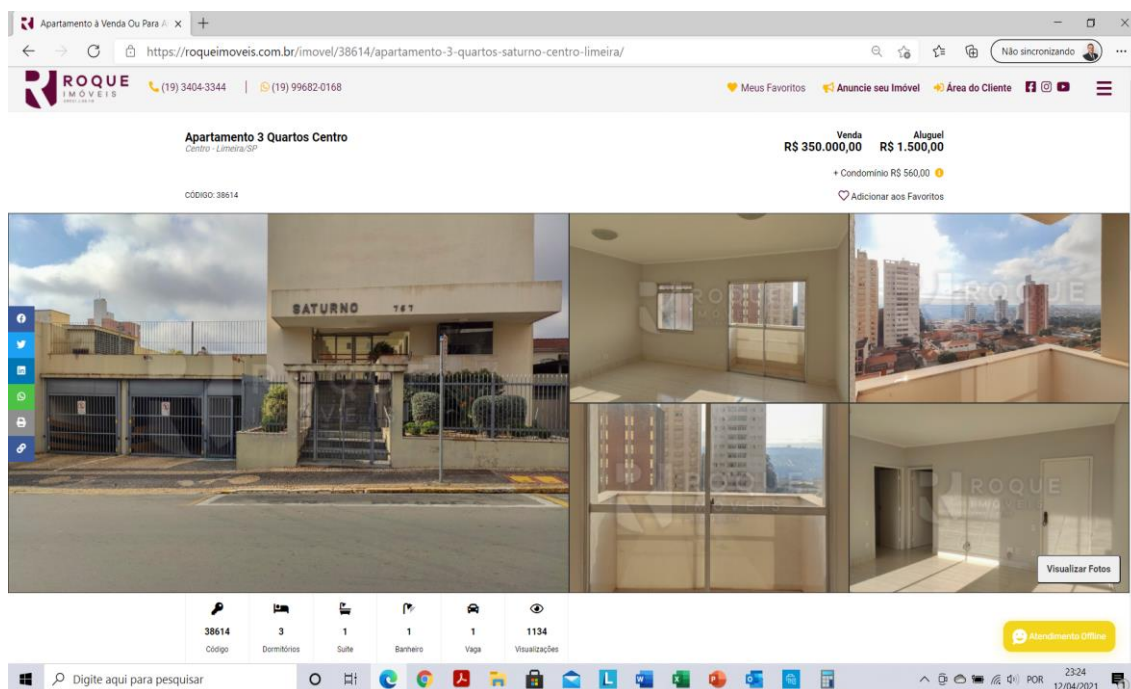 Apartamento à Venda Ou Para A
https://roqueimoveis.com.br/imovel/38614/apartamento-3-quartos-saturno-centro-limeira/
Não sincronizando
ROQUE
IMÓVEIS
(19) 3404-3344 | (19) 99682-0168
Meus Favoritos
Anuncie seu Imóvel
Área do Cliente
Apartamento 3 Quartos Centro
Centro - Limeira/SP
Venda Aluguel
R$ 350.000,00 R$ 1.500,00
+ Condomínio R$ 560,00
CÓDIGO: 38614
Adicionar aos Favoritos
SATURNO 767
ROQUE
IMÓVEIS
Visualizar Fotos
38614 3 1 1 1 1134
Código Dormitórios Suíte Banheiro Vaga Visualizações
Atendimento Offline
Digite aqui para pesquisar
POR
23:24
12/04/2021